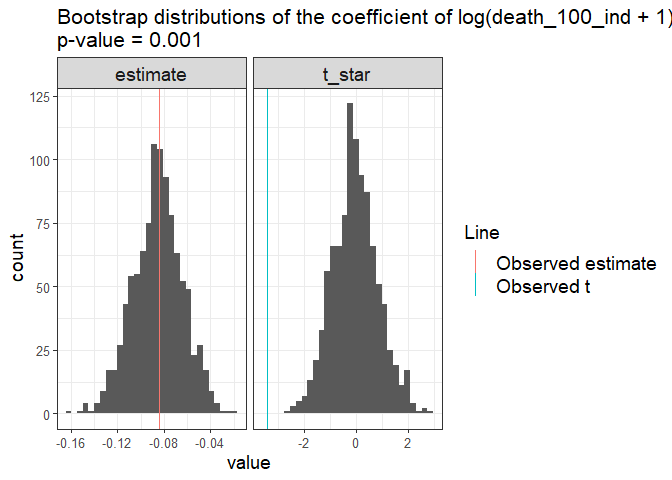 Bootstrap distributions of the coefficient of log(death_100_ind + 1)
p-value = 0.001
estimate
t_star
125
100
75
50
25
0
count
-0.16 -0.12 -0.08 -0.04
-2 0 2
value
Line
Observed estimate
Observed t